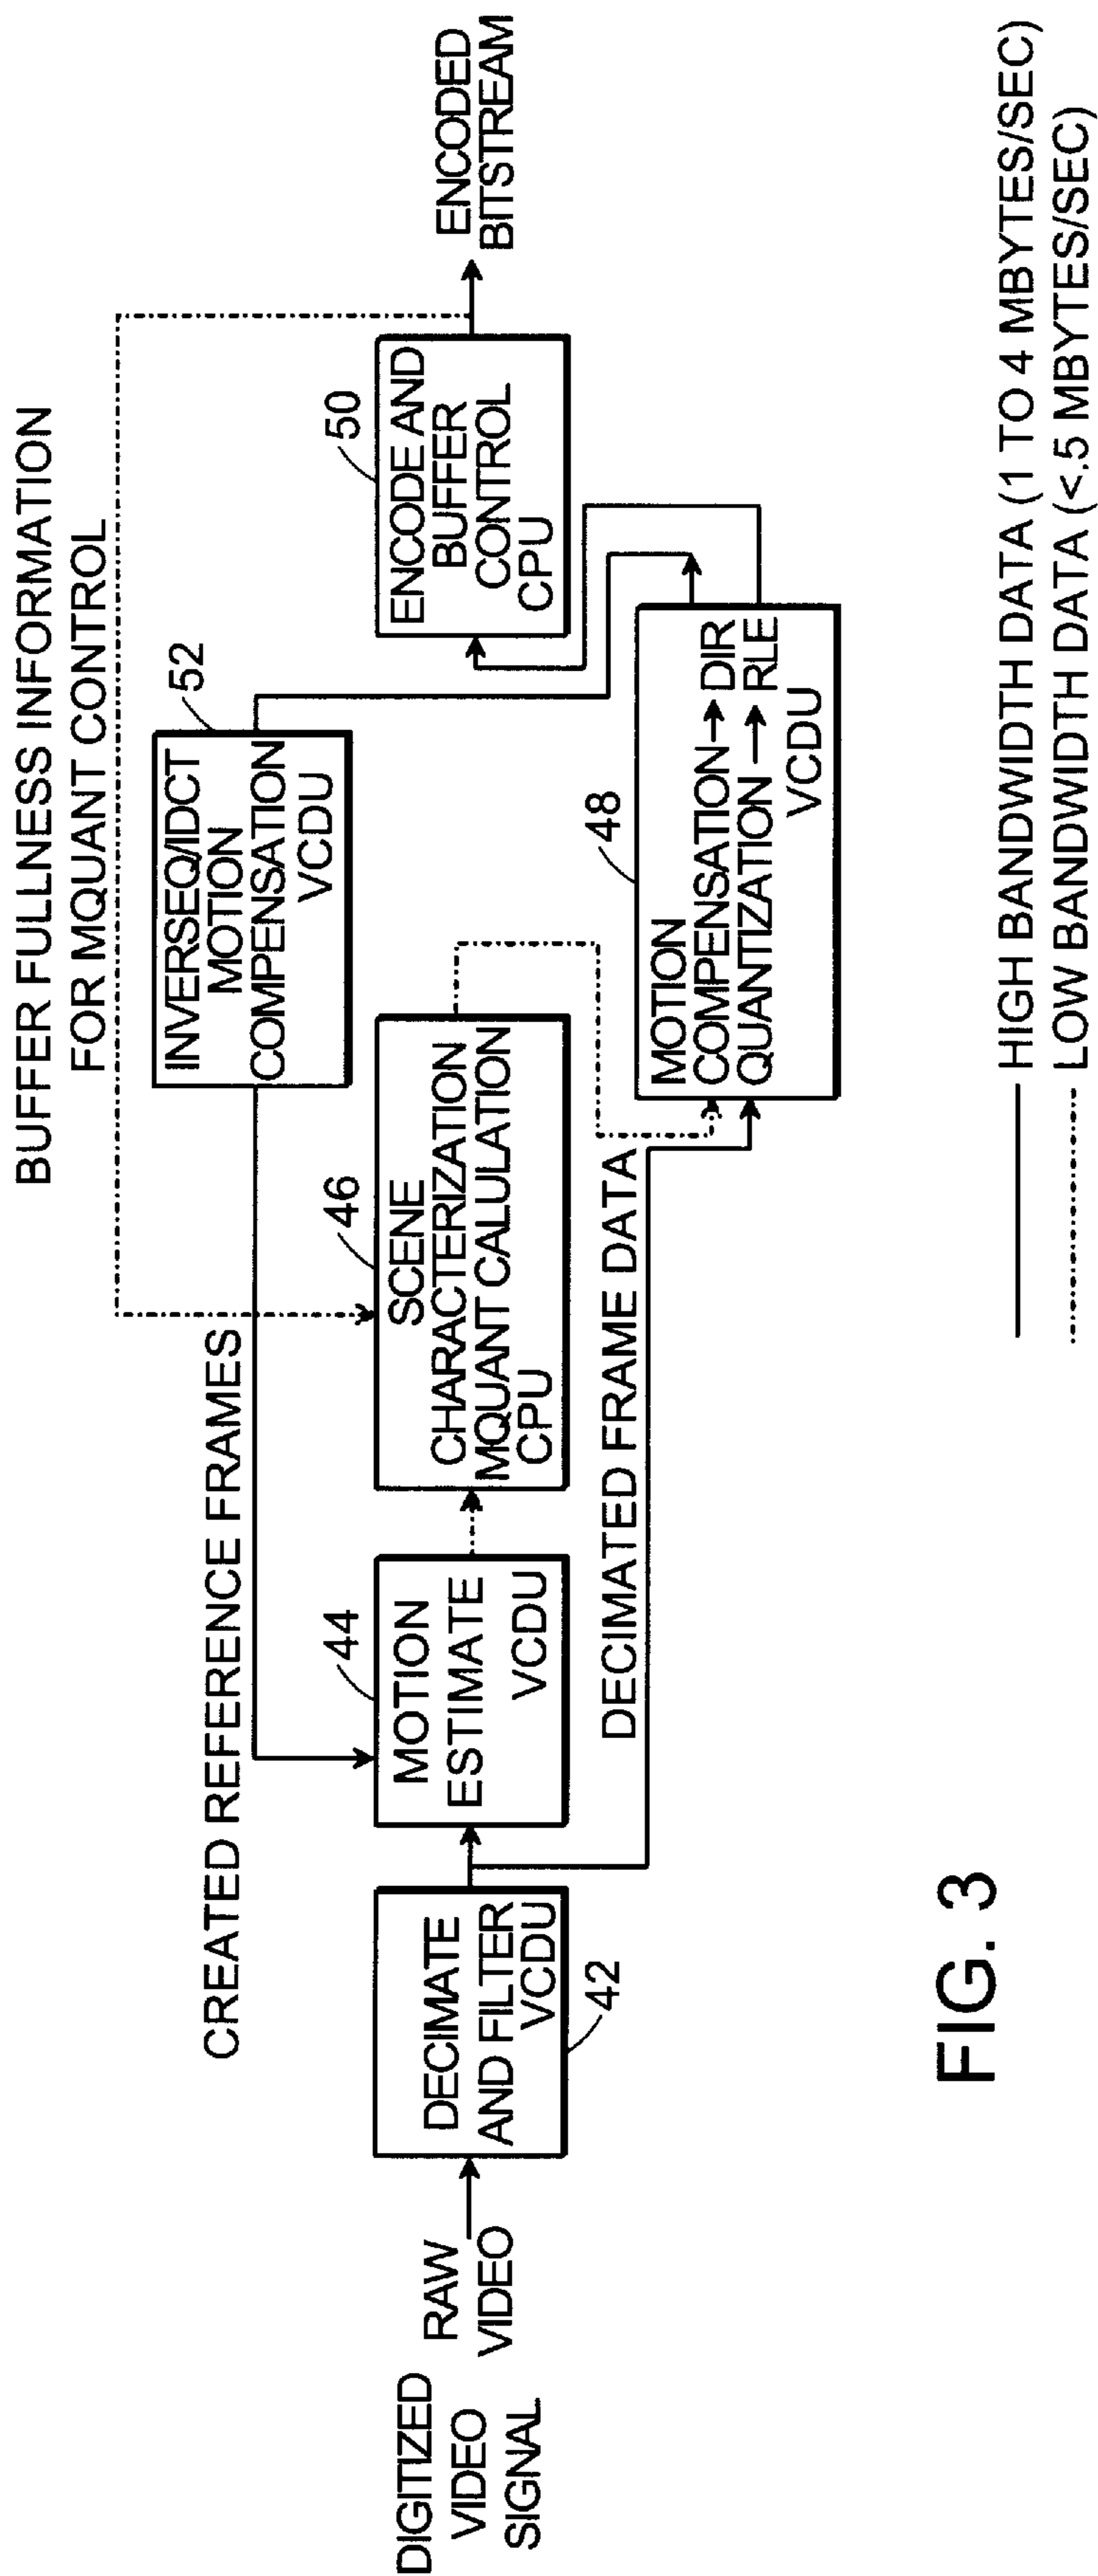 BUFFER FULLNESS INFORMATION
FOR MQUANT CONTROL
CREATED REFERENCE FRAMES
52
INVERSEQ/IDCT
MOTION
COMPENSATION
VCDU
DIGITIZED
VIDEO
SIGNAL
RAW
VIDEO
DECIMATE
AND FILTER
VCDU
42
44
MOTION
ESTIMATE
VCDU
46
SCENE
CHARACTERIZATION
MQUANT CALULATION
CPU
50
ENCODE AND
BUFFER
CONTROL
CPU
ENCODED
BITSTREAM
DECIMATED FRAME DATA
48
MOTION
COMPENSATION → DIR
QUANTIZATION → RLE
VCDU
HIGH BANDWIDTH DATA (1 TO 4 MBYTES/SEC)
LOW BANDWIDTH DATA (<.5 MBYTES/SEC)
FIG. 3